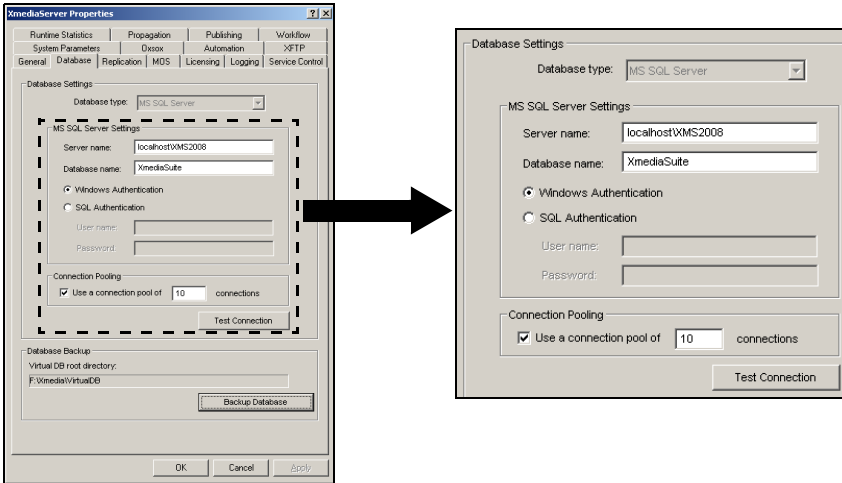 XmediaServer Properties
Runtime Statistics Propagation Publishing Workflow
System Parameters Oxsox Automation XFTP
General Database Replication MOS Licensing Logging Service Control
Database Settings
Database type: MS SQL Server
MS SQL Server Settings
Server name: localhost\XMS2008
Database name: XmediaSuite
Windows Authentication
SQL Authentication
User name:
Password:
Connection Pooling
Use a connection pool of 10 connections
Test Connection
Database Backup
Virtual DB root directory:
F:\Xmedia\VirtualDB
Backup Database
OK Cancel Apply
Database Settings
Database type: MS SQL Server
MS SQL Server Settings
Server name: localhost\XMS2008
Database name: XmediaSuite
Windows Authentication
SQL Authentication
User name:
Password:
Connection Pooling
Use a connection pool of 10 connections
Test Connection